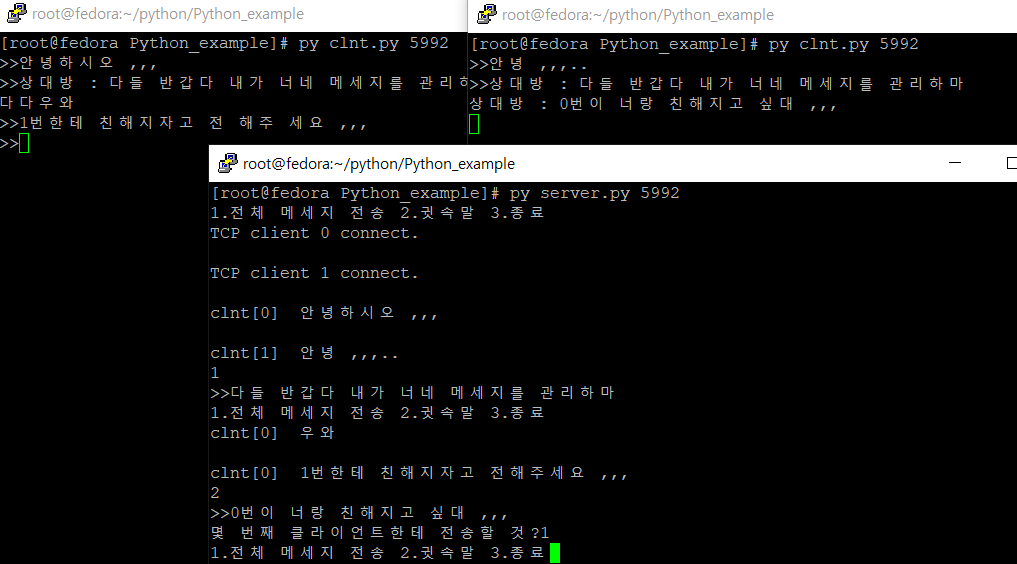 root@fedora:~/python/Python_example
[root@fedora Python_example]# py clnt.py 5992
>>안녕하시오 ,,,
>>상대방 : 다들 반갑다 내가 너네 메세지를 관리하
다다우와
>>1번한테 친해지자고 전 해주 세요 ,,,
>>
root@fedora:~/python/Python_example
[root@fedora Python_example]# py clnt.py 5992
>>안녕 ,,,..
>>상대방 : 다들 반갑다 내가 너네 메세지를 관리하마
상대방 : 0번이 너랑 친해지고 싶대 ,,,
root@fedora:~/python/Python_example
[root@fedora Python_example]# py server.py 5992
1.전체 메세지 전송 2.귓속말 3.종료
TCP client 0 connect.
TCP client 1 connect.
clnt[0] 안녕하시오 ,,,
clnt[1] 안녕 ,,,..
1
>>다들 반갑다 내가 너네 메세지를 관리하마
1.전체 메세지 전송 2.귓속말 3.종료
clnt[0] 우와
clnt[0] 1번한테 친해지자고 전해주세요 ,,,
2
>>0번이 너랑 친해지고 싶대 ,,,
몇 번째 클라이언트한테 전송할 것?1
1.전체 메세지 전송 2.귓속말 3.종료